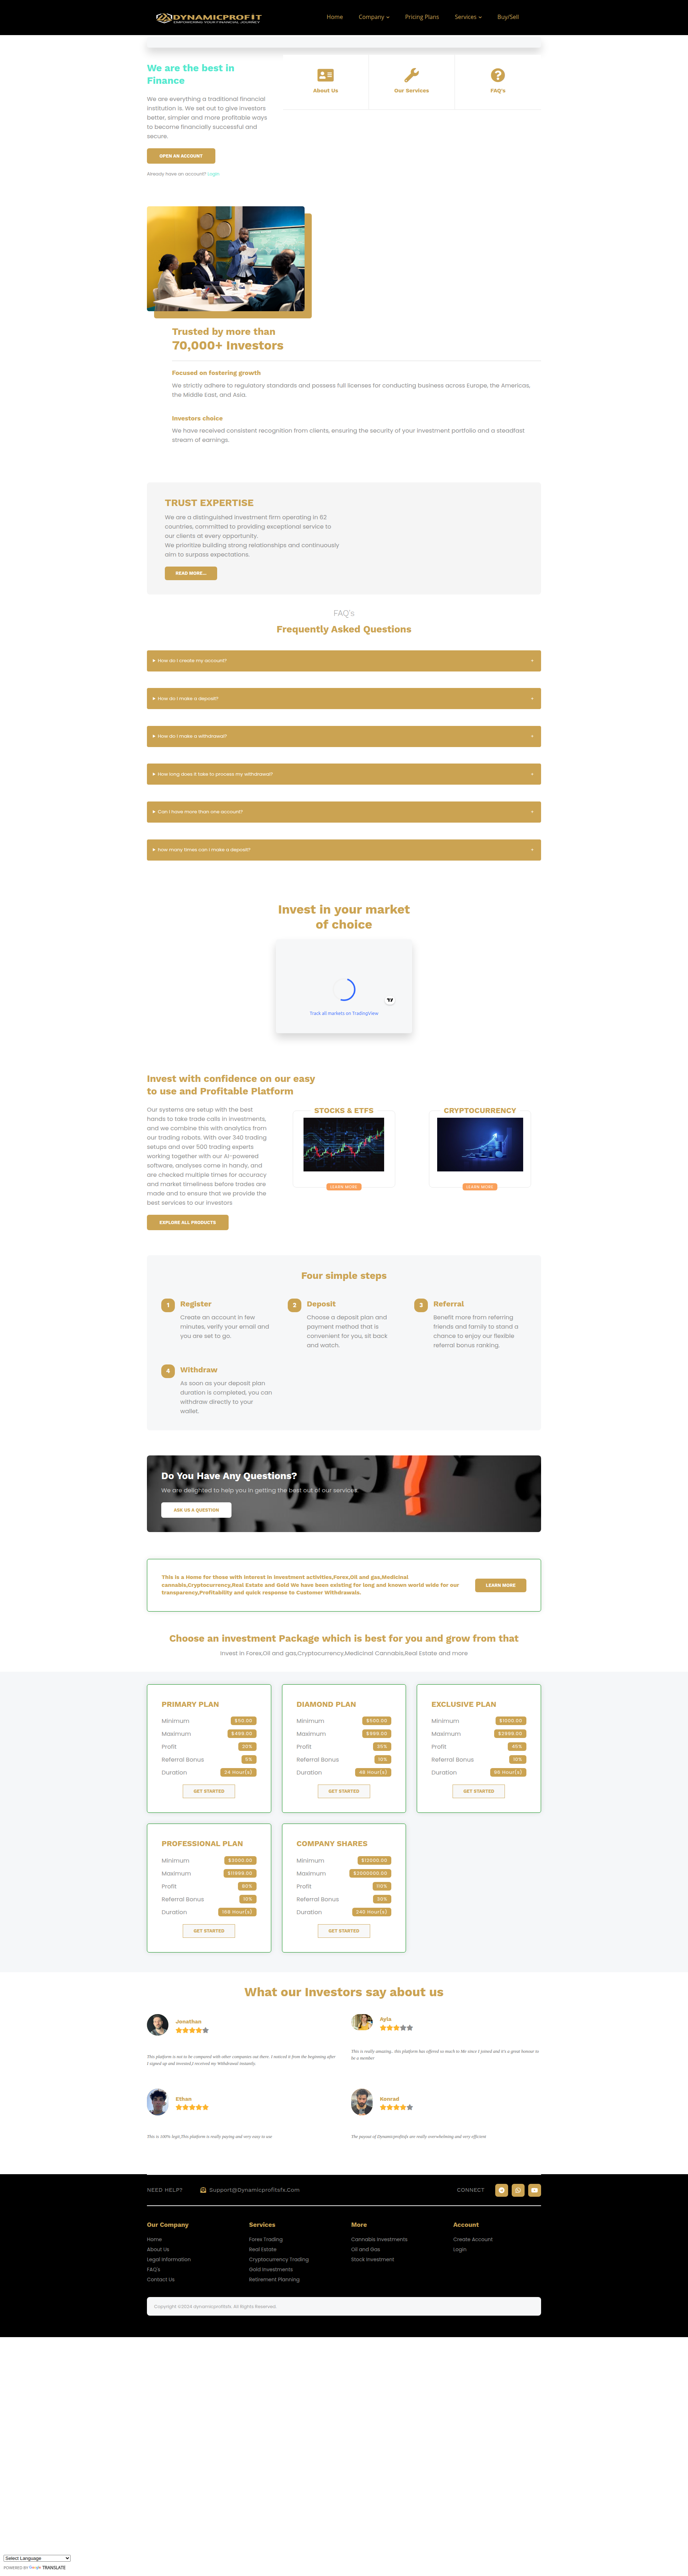 DYNAMICPROFIT
EMPOWERING YOUR FINANCIAL JOURNEY
Home
Company
Pricing Plans
Services
Buy/Sell
We are the best in
Finance
We are everything a traditional financial
institution is. We set out to give investors
better, simpler and more profitable ways
to become financially successful and
secure.
OPEN AN ACCOUNT
Already have an account? Login
About Us
Our Services
FAQ's
Trusted by more than
70,000+ Investors
Focused on fostering growth
We strictly adhere to regulatory standards and possess full licenses for conducting business across Europe, the Americas,
the Middle East, and Asia.
Investors choice
We have received consistent recognition from clients, ensuring the security of your investment portfolio and a steadfast
stream of earnings.
TRUST EXPERTISE
We are a distinguished investment firm operating in 62
countries, committed to providing exceptional service to
our clients at every opportunity.
We prioritize building strong relationships and continuously
aim to surpass expectations.
READ MORE...
FAQ's
Frequently Asked Questions
How do I create my account?
How do I make a deposit?
How do I make a withdrawal?
How long does it take to process my withdrawal?
Can I have more than one account?
how many times can I make a deposit?
Invest in your market
of choice
Track all markets on TradingView
Invest with confidence on our easy
to use and Profitable Platform
Our systems are setup with the best
hands to take trade calls in investments,
and we combine this with analytics from
our trading robots. With over 340 trading
setups and over 500 trading experts
working together with our AI-powered
software, analyses come in handy, and
are checked multiple times for accuracy
and market timeliness before trades are
made and to ensure that we provide the
best services to our investors
EXPLORE ALL PRODUCTS
STOCKS & ETFS
LEARN MORE
CRYPTOCURRENCY
LEARN MORE
Four simple steps
1
Register
Create an account in few
minutes, verify your email and
you are set to go.
2
Deposit
Choose a deposit plan and
payment method that is
convenient for you, sit back
and watch.
3
Referral
Benefit more from referring
friends and family to stand a
chance to enjoy our flexible
referral bonus ranking.
4
Withdraw
As soon as your deposit plan
duration is completed, you can
withdraw directly to your
wallet.
Do You Have Any Questions?
We are delighted to help you in getting the best out of our services.
ASK US A QUESTION
This is a Home for those with interest in investment activities,Forex,Oil and gas,Medicinal
cannabis,Cryptocurrency,Real Estate and Gold We have been existing for long and known world wide for our
transparency,Profitability and quick response to Customer Withdrawals.
LEARN MORE
Choose an investment Package which is best for you and grow from that
Invest in Forex,Oil and gas,Cryptocurrency,Medicinal Cannabis,Real Estate and more
PRIMARY PLAN
Minimum
Maximum
Profit
Referral Bonus
5%
Duration
24 Hour(s)
GET STARTED
DIAMOND PLAN
Minimum
$500.00
Maximum
$999.00
Profit
Referral Bonus
10%
Duration
48 Hour(s)
GET STARTED
EXCLUSIVE PLAN
Minimum
$1000.00
Maximum
Profit
Referral Bonus
10%
Duration
96 Hour(s)
GET STARTED
PROFESSIONAL PLAN
Minimum
Maximum
Profit
Referral Bonus
10%
Duration
168 Hour(s)
GET STARTED
COMPANY SHARES
Minimum
$12000.00
Maximum
Profit
Referral Bonus
Duration
240 Hour(s)
GET STARTED
What our Investors say about us
Jonathan
This platform is not to be compared with other companies out there. I noticed it from the beginning after
I signed up and invested,I received my Withdrawal instantly.
Ayla
This is really amazing...this platform has offered so much to Me since I joined and it's a great honour to
be a member
Ethan
This is 100% legit,This platform is really paying and very easy to use
Konrad
The payout of Dynamicprofitsfx are really overwhelming and very efficient
NEED HELP?
Support@Dynamicprofitsfx.Com
CONNECT
Our Company
Home
About Us
Legal Information
FAQ's
Contact Us
Services
Forex Trading
Real Estate
Cryptocurrency Trading
Gold Investments
Retirement Planning
More
Cannabis Investments
Oil and Gas
Stock Investment
Account
Create Account
Login
Copyright ©2024 dynamicprofitsfx. All Rights Reserved.
Select Language
POWERED BY TRANSLATE